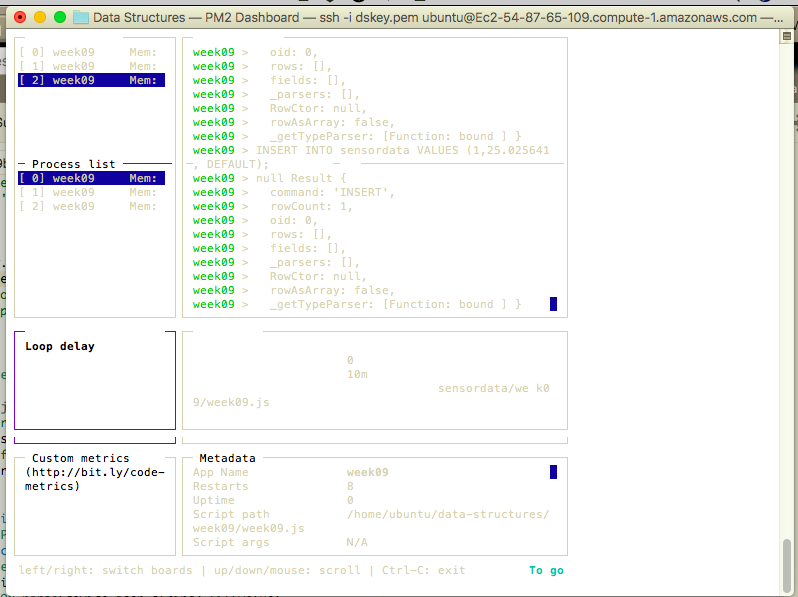 Data Structures — PM2 Dashboard — ssh -i dskey.pem ubuntu@Ec2-54-87-65-109.compute-1.amazonaws.com —...
[ 0] week09 Mem:
[ 1] week09 Mem:
[ 2] week09 Mem:
Process list
[ 0] week09 Mem:
[ 1] week09 Mem:
[ 2] week09 Mem:
week09 > oid: 0,
week09 > rows: [],
week09 > fields: [],
week09 > _parsers: [],
week09 > RowCtor: null,
week09 > rowAsArray: false,
week09 > _getTypeParser: [Function: bound ] }
week09 > INSERT INTO sensordata VALUES (1,25.025641
, DEFAULT);
week09 > null Result {
week09 > command: 'INSERT',
week09 > rowCount: 1,
week09 > oid: 0,
week09 > rows: [],
week09 > fields: [],
week09 > _parsers: [],
week09 > RowCtor: null,
week09 > rowAsArray: false,
week09 > _getTypeParser: [Function: bound ] }
Loop delay
0
10m
sensordata/we k0
9/week09.js
Custom metrics
(http://bit.ly/code-
metrics)
Metadata
App Name week09
Restarts 8
Uptime 0
Script path /home/ubuntu/data-structures/
week09/week09.js
Script args N/A
left/right: switch boards | up/down/mouse: scroll | Ctrl-C: exit To go